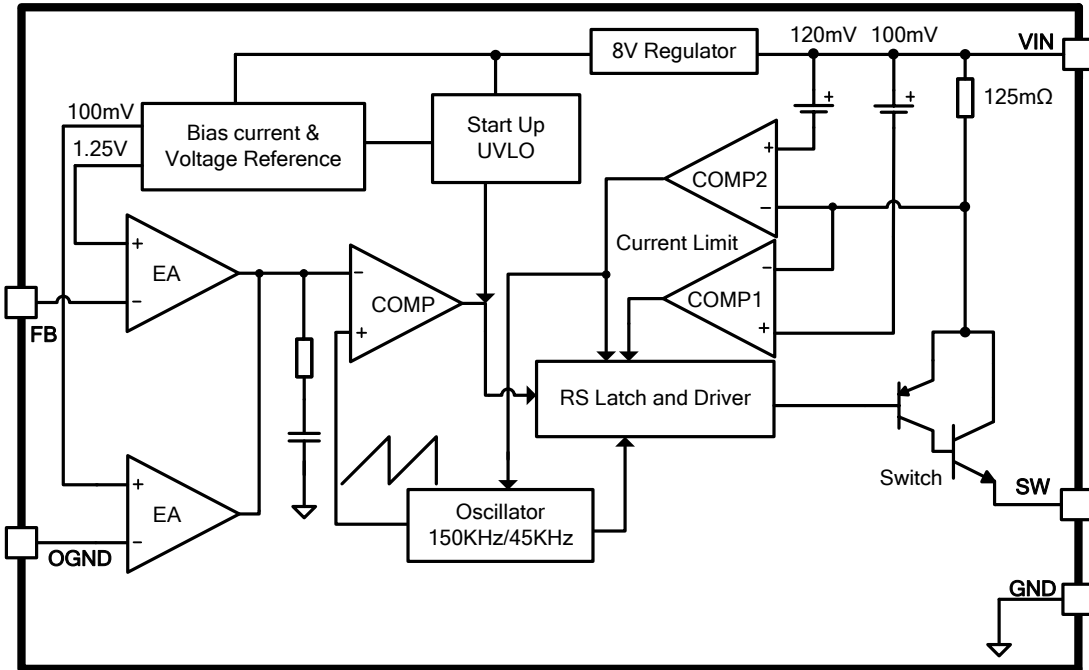 120mV
100mV
VIN
8V Regulator
125mΩ
100mV
Bias current &
Voltage Reference
Start Up
UVLO
1.25V
+
+
+
COMP2
−
Current Limit
+
EA
−
−
COMP
+
−
COMP1
+
FB
RS Latch and Driver
Switch
SW
+
EA
−
OGND
Oscillator
150KHz/45KHz
GND